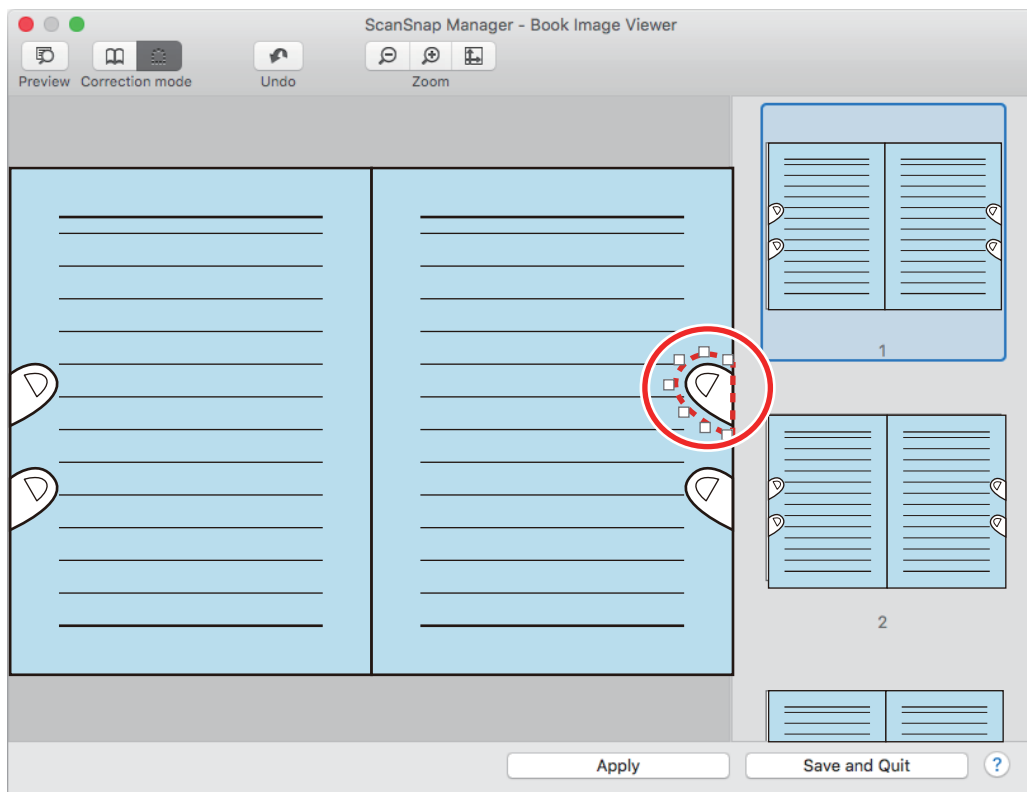 ScanSnap Manager - Book Image Viewer
Preview Correction mode Undo Zoom
1
2
Apply Save and Quit ?